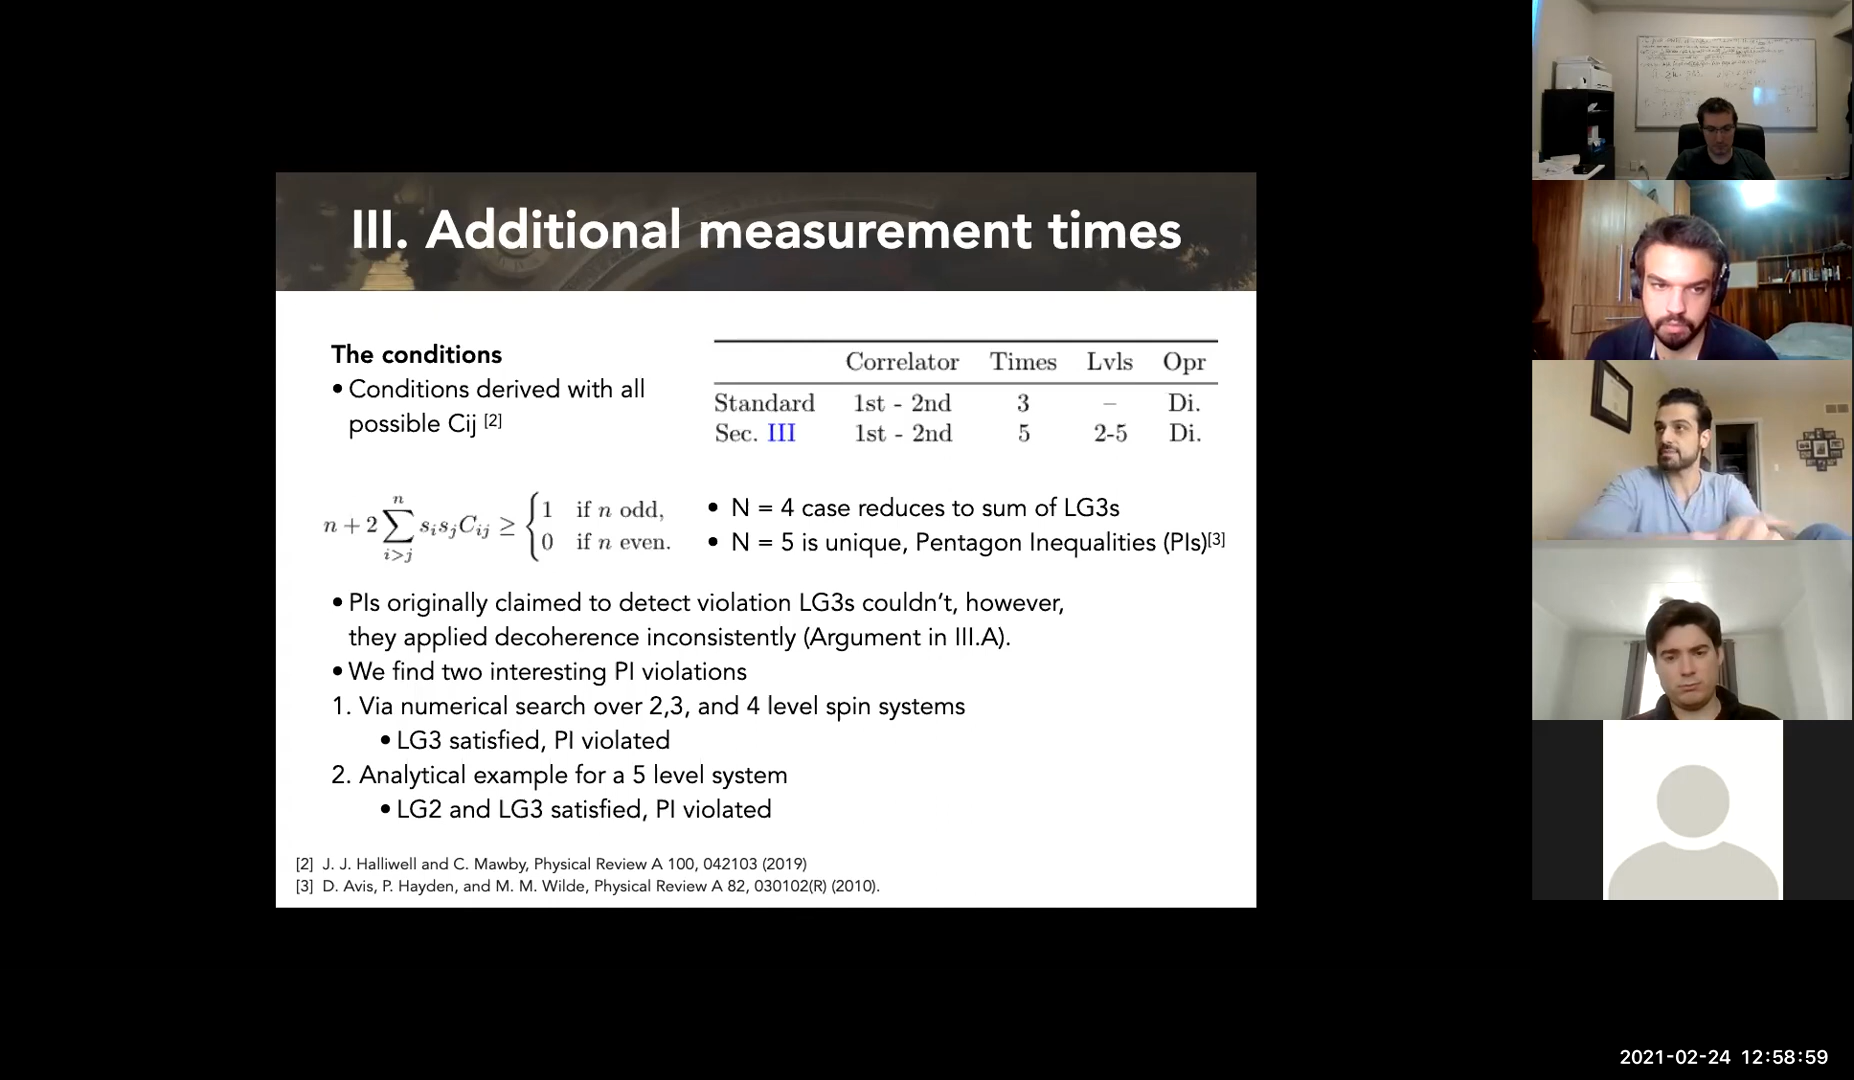 III. Additional measurement times
The conditions
• Conditions derived with all
possible Cij [2]
Correlator Times Lvls Opr
Standard 1st - 2nd 3 – Di.
Sec. III 1st - 2nd 5 2-5 Di.
n + 2 ∑_{i>j}^{n} s_i s_j C_{ij} ≥ { 1 if n odd,
0 if n even.
• N = 4 case reduces to sum of LG3s
• N = 5 is unique, Pentagon Inequalities (PIs)[3]
• PIs originally claimed to detect violation LG3s couldn’t, however,
they applied decoherence inconsistently (Argument in III.A).
• We find two interesting PI violations
1. Via numerical search over 2,3, and 4 level spin systems
• LG3 satisfied, PI violated
2. Analytical example for a 5 level system
• LG2 and LG3 satisfied, PI violated
[2] J. J. Halliwell and C. Mawby, Physical Review A 100, 042103 (2019)
[3] D. Avis, P. Hayden, and M. M. Wilde, Physical Review A 82, 030102(R) (2010).
2021-02-24 12:58:59